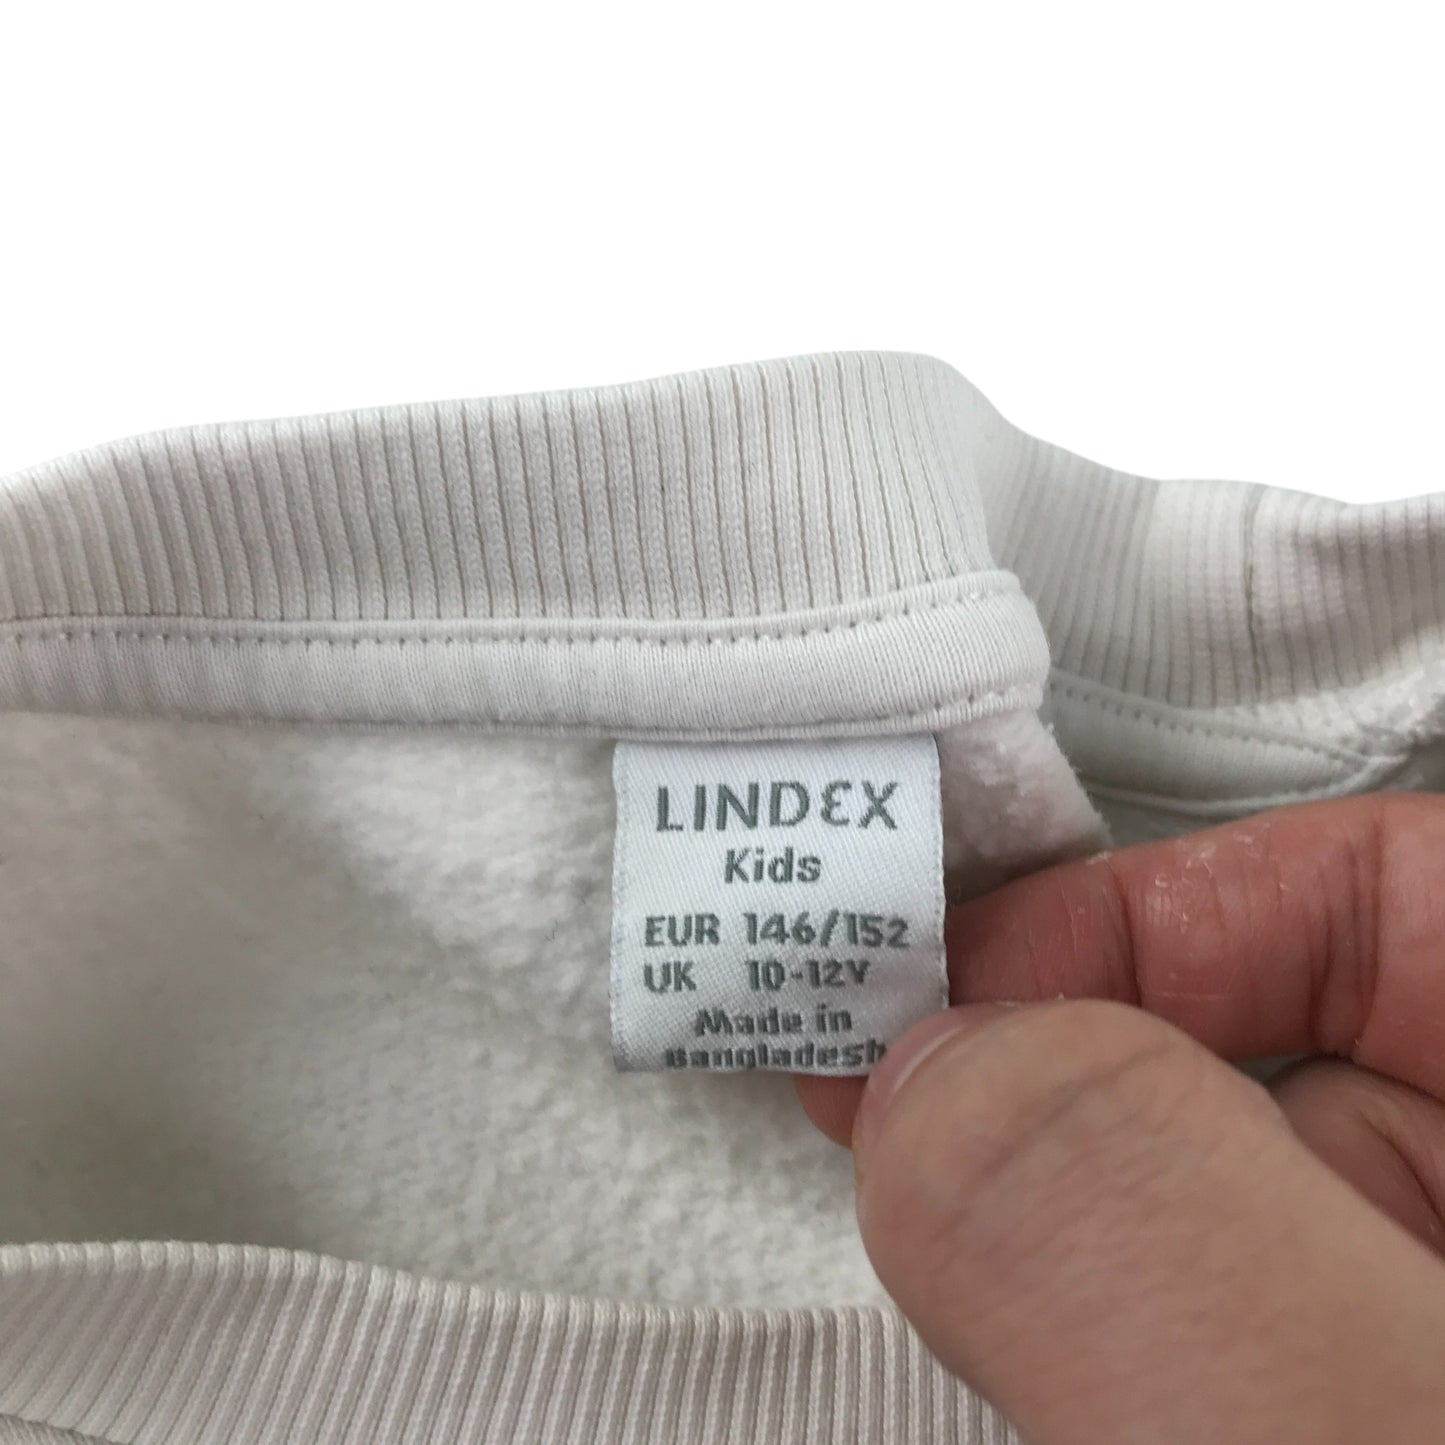 LINDEX
Kids
EUR 146/152
UK 10-12Y
Made in
Bangladesh